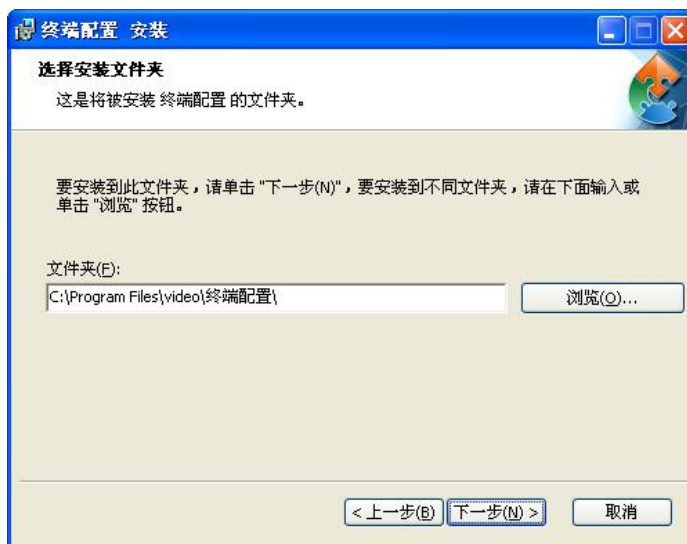 终端配置 安装
选择安装文件夹
这是将被安装 终端配置 的文件夹。
要安装到此文件夹，请单击 "下一步(N)"，要安装到不同文件夹，请在下面输入或
单击 "浏览" 按钮。
文件夹(F):
C:\Program Files\video\终端配置\
浏览(O)...
< 上一步(B)
下一步(N) >
取消